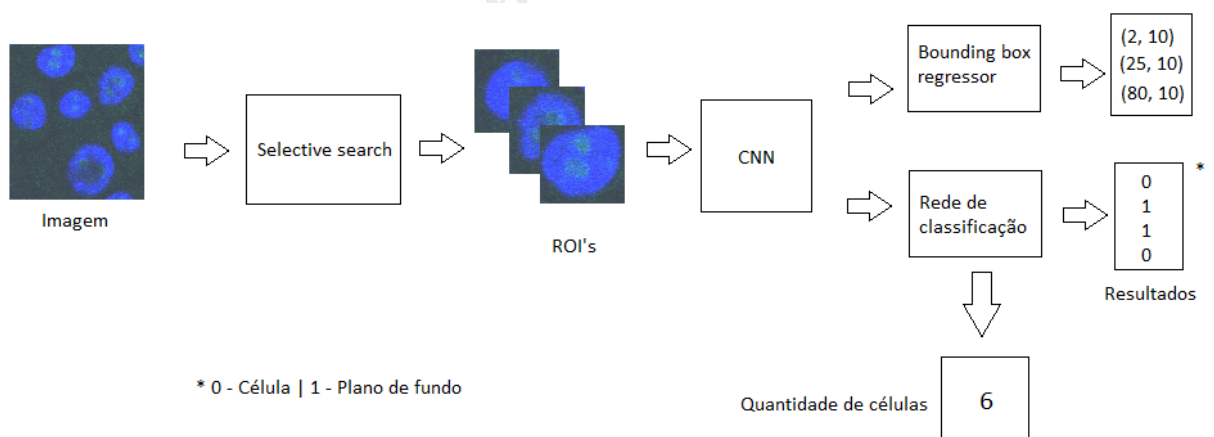 Imagem
Selective search
ROI's
CNN
Bounding box
regressor
(2, 10)
(25, 10)
(80, 10)
Rede de
classificação
0
1
1
0
*
Resultados
* 0 - Célula | 1 - Plano de fundo
Quantidade de células
6